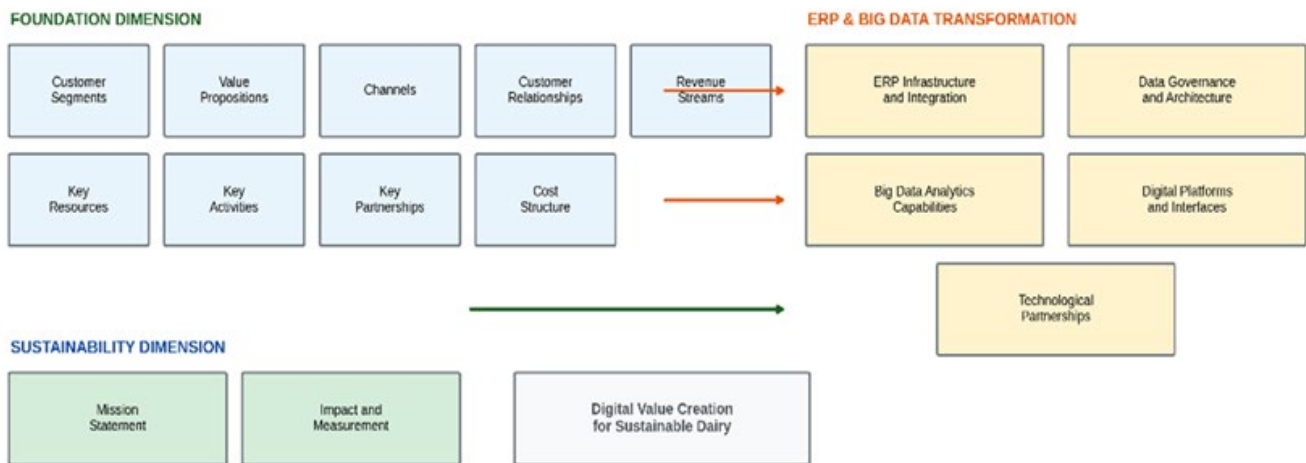 FOUNDATION DIMENSION
ERP & BIG DATA TRANSFORMATION
Customer
Segments
Value
Propositions
Channels
Customer
Relationships
Revenue
Streams
ERP Infrastructure
and Integration
Data Governance
and Architecture
Key
Resources
Key
Activities
Key
Partnerships
Cost
Structure
Big Data Analytics
Capabilities
Digital Platforms
and Interfaces
Technological
Partnerships
SUSTAINABILITY DIMENSION
Mission
Statement
Impact and
Measurement
Digital Value Creation
for Sustainable Dairy